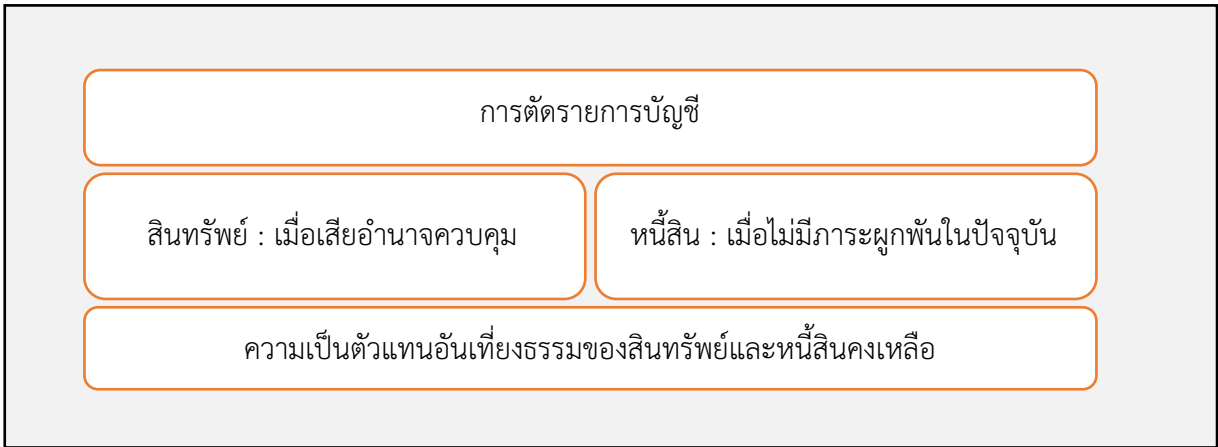 การตัดรายการบัญชี
สินทรัพย์ : เมื่อเสียอำนาจควบคุม
หนี้สิน : เมื่อไม่มีภาระผูกพันในปัจจุบัน
ความเป็นตัวแทนอันเที่ยงธรรมของสินทรัพย์และหนี้สินคงเหลือ